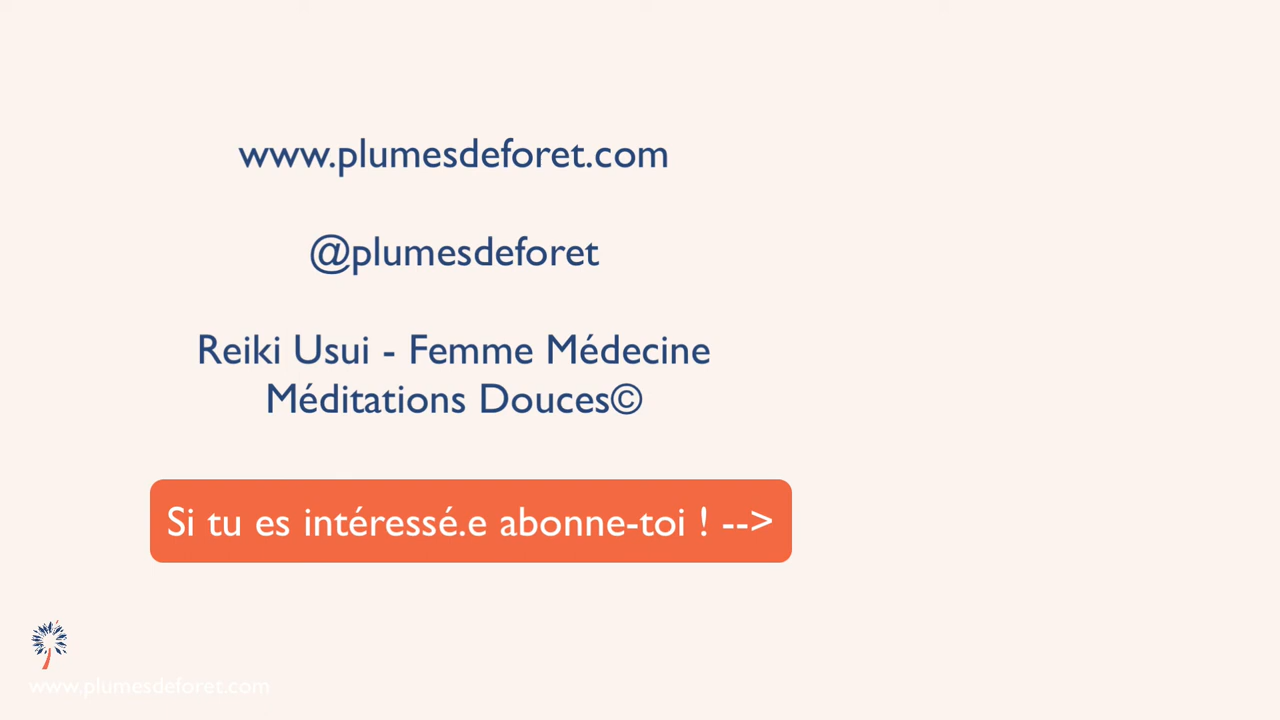 www.plumesdeforet.com
@plumesdeforet
Reiki Usui - Femme Médecine
Méditations Douces©
Si tu es intéressé.e abonne-toi ! -->
www.plumesdeforet.com